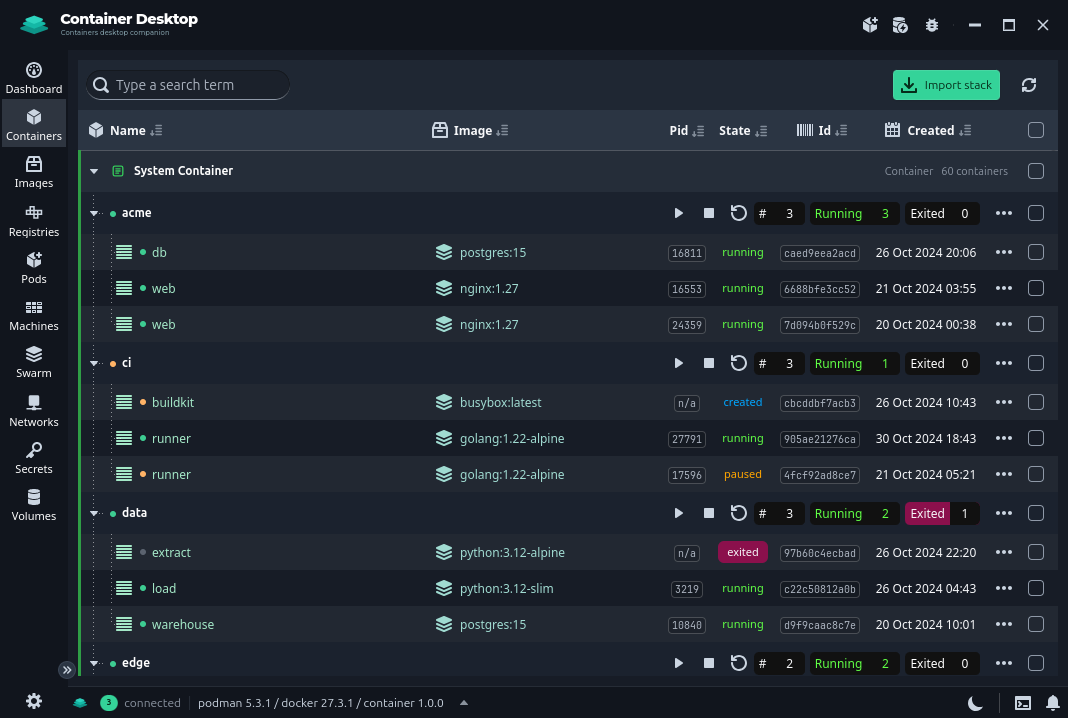 Container Desktop
Containers desktop companion
Dashboard
Containers
Images
Registries
Pods
Machines
Swarm
Networks
Secrets
Volumes
Type a search term
Import stack
Name Image Pid State Id Created
System Container Container 60 containers
acme # 3 Running 3 Exited 0
db postgres:15 16811 running caed9eea2acd 26 Oct 2024 20:06
web nginx:1.27 16553 running 6688bfe3cc52 21 Oct 2024 03:55
web nginx:1.27 24359 running 7d094b0f529c 20 Oct 2024 00:38
ci # 3 Running 1 Exited 0
buildkit busybox:latest n/a created cbcddbf7acb3 26 Oct 2024 10:43
runner golang:1.22-alpine 27791 running 905ae21276ca 30 Oct 2024 18:43
runner golang:1.22-alpine 17596 paused 4fcf92ad8ce7 21 Oct 2024 05:21
data # 3 Running 2 Exited 1
extract python:3.12-alpine n/a exited 97b60c4ecbad 26 Oct 2024 22:20
load python:3.12-slim 3219 running c22c50812a0b 26 Oct 2024 04:43
warehouse postgres:15 10840 running d9f9caac8c7e 20 Oct 2024 10:01
edge # 2 Running 2 Exited 0
3 connected podman 5.3.1 / docker 27.3.1 / container 1.0.0